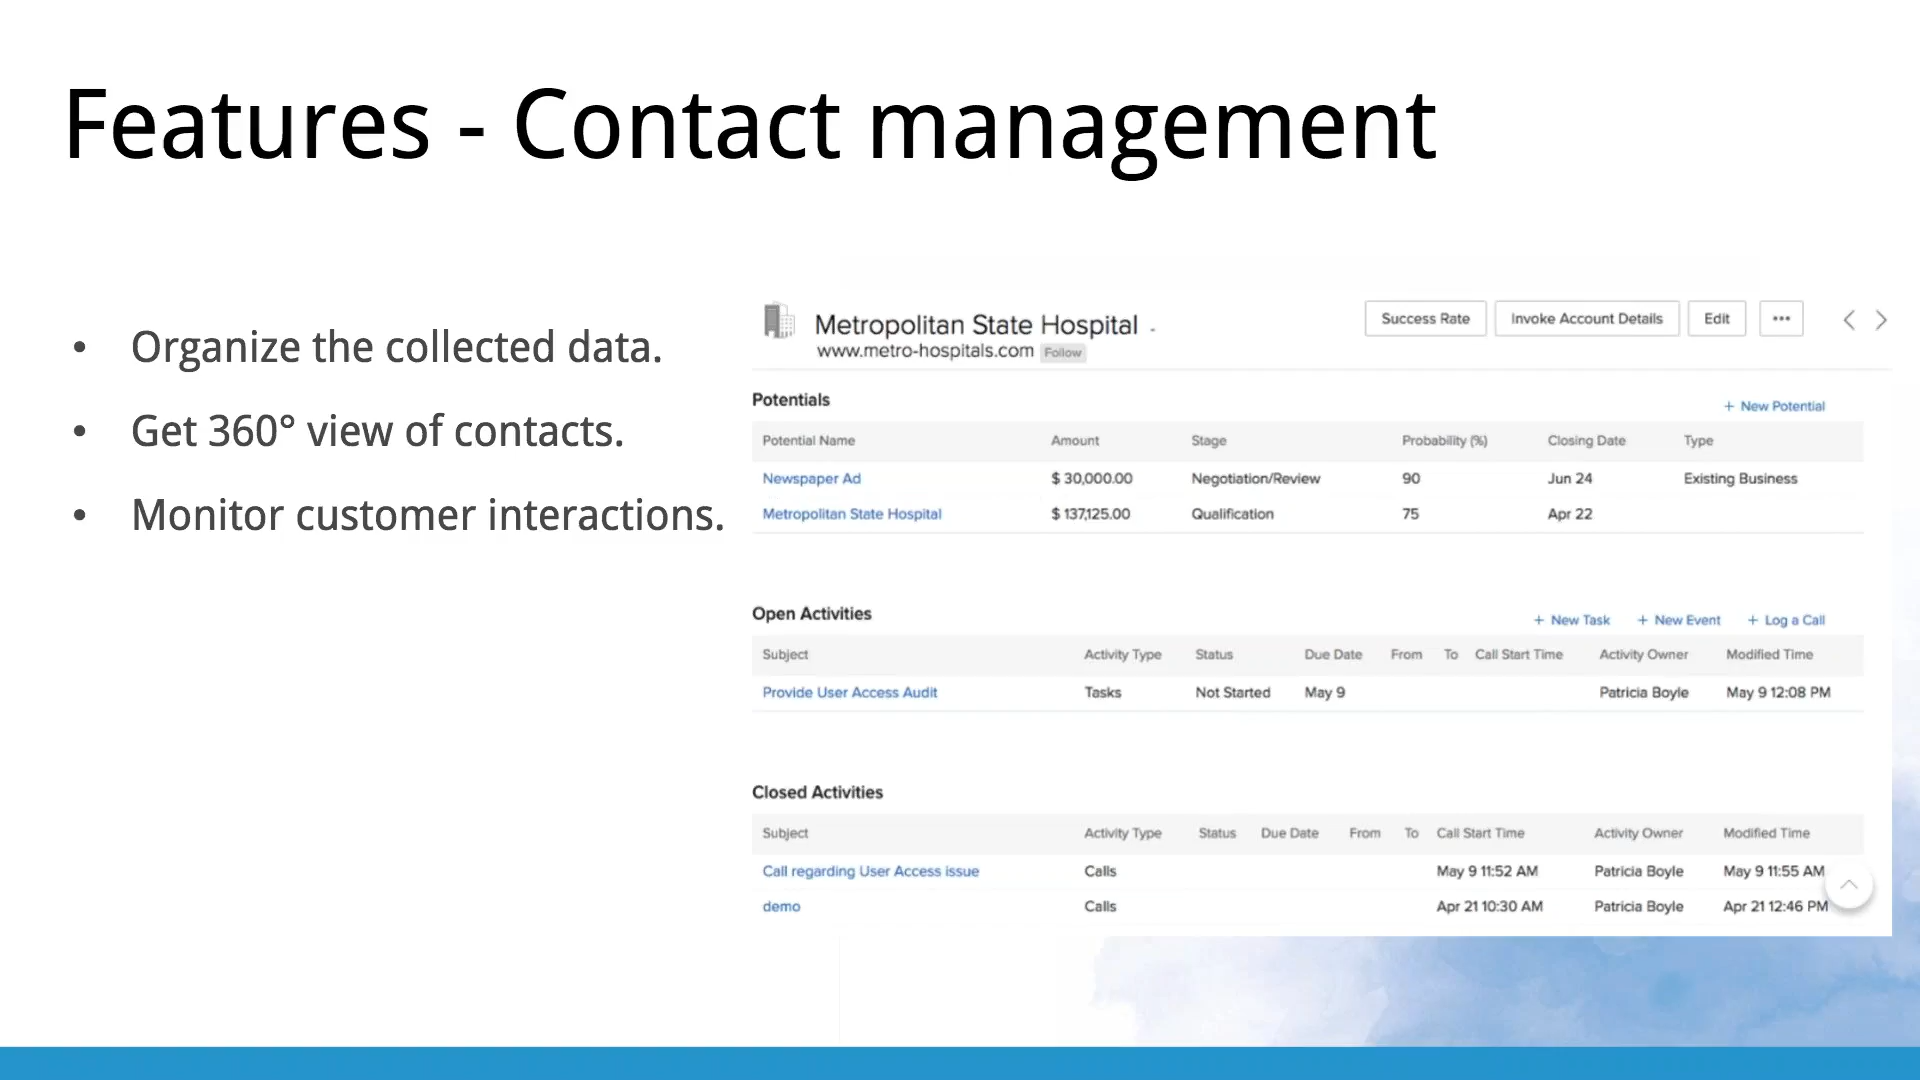 Features - Contact management
• Organize the collected data.
• Get 360° view of contacts.
• Monitor customer interactions.
Metropolitan State Hospital -
www.metro-hospitals.com Follow
Success Rate Invoke Account Details Edit •••
Potentials
+ New Potential
Potential Name Amount Stage Probability (%) Closing Date Type
Newspaper Ad $ 30,000.00 Negotiation/Review 90 Jun 24 Existing Business
Metropolitan State Hospital $ 137,125.00 Qualification 75 Apr 22
Open Activities
+ New Task + New Event + Log a Call
Subject Activity Type Status Due Date From To Call Start Time Activity Owner Modified Time
Provide User Access Audit Tasks Not Started May 9 Patricia Boyle May 9 12:08 PM
Closed Activities
Subject Activity Type Status Due Date From To Call Start Time Activity Owner Modified Time
Call regarding User Access issue Calls May 9 11:52 AM Patricia Boyle May 9 11:55 AM
demo Calls Apr 21 10:30 AM Patricia Boyle Apr 21 12:46 PM